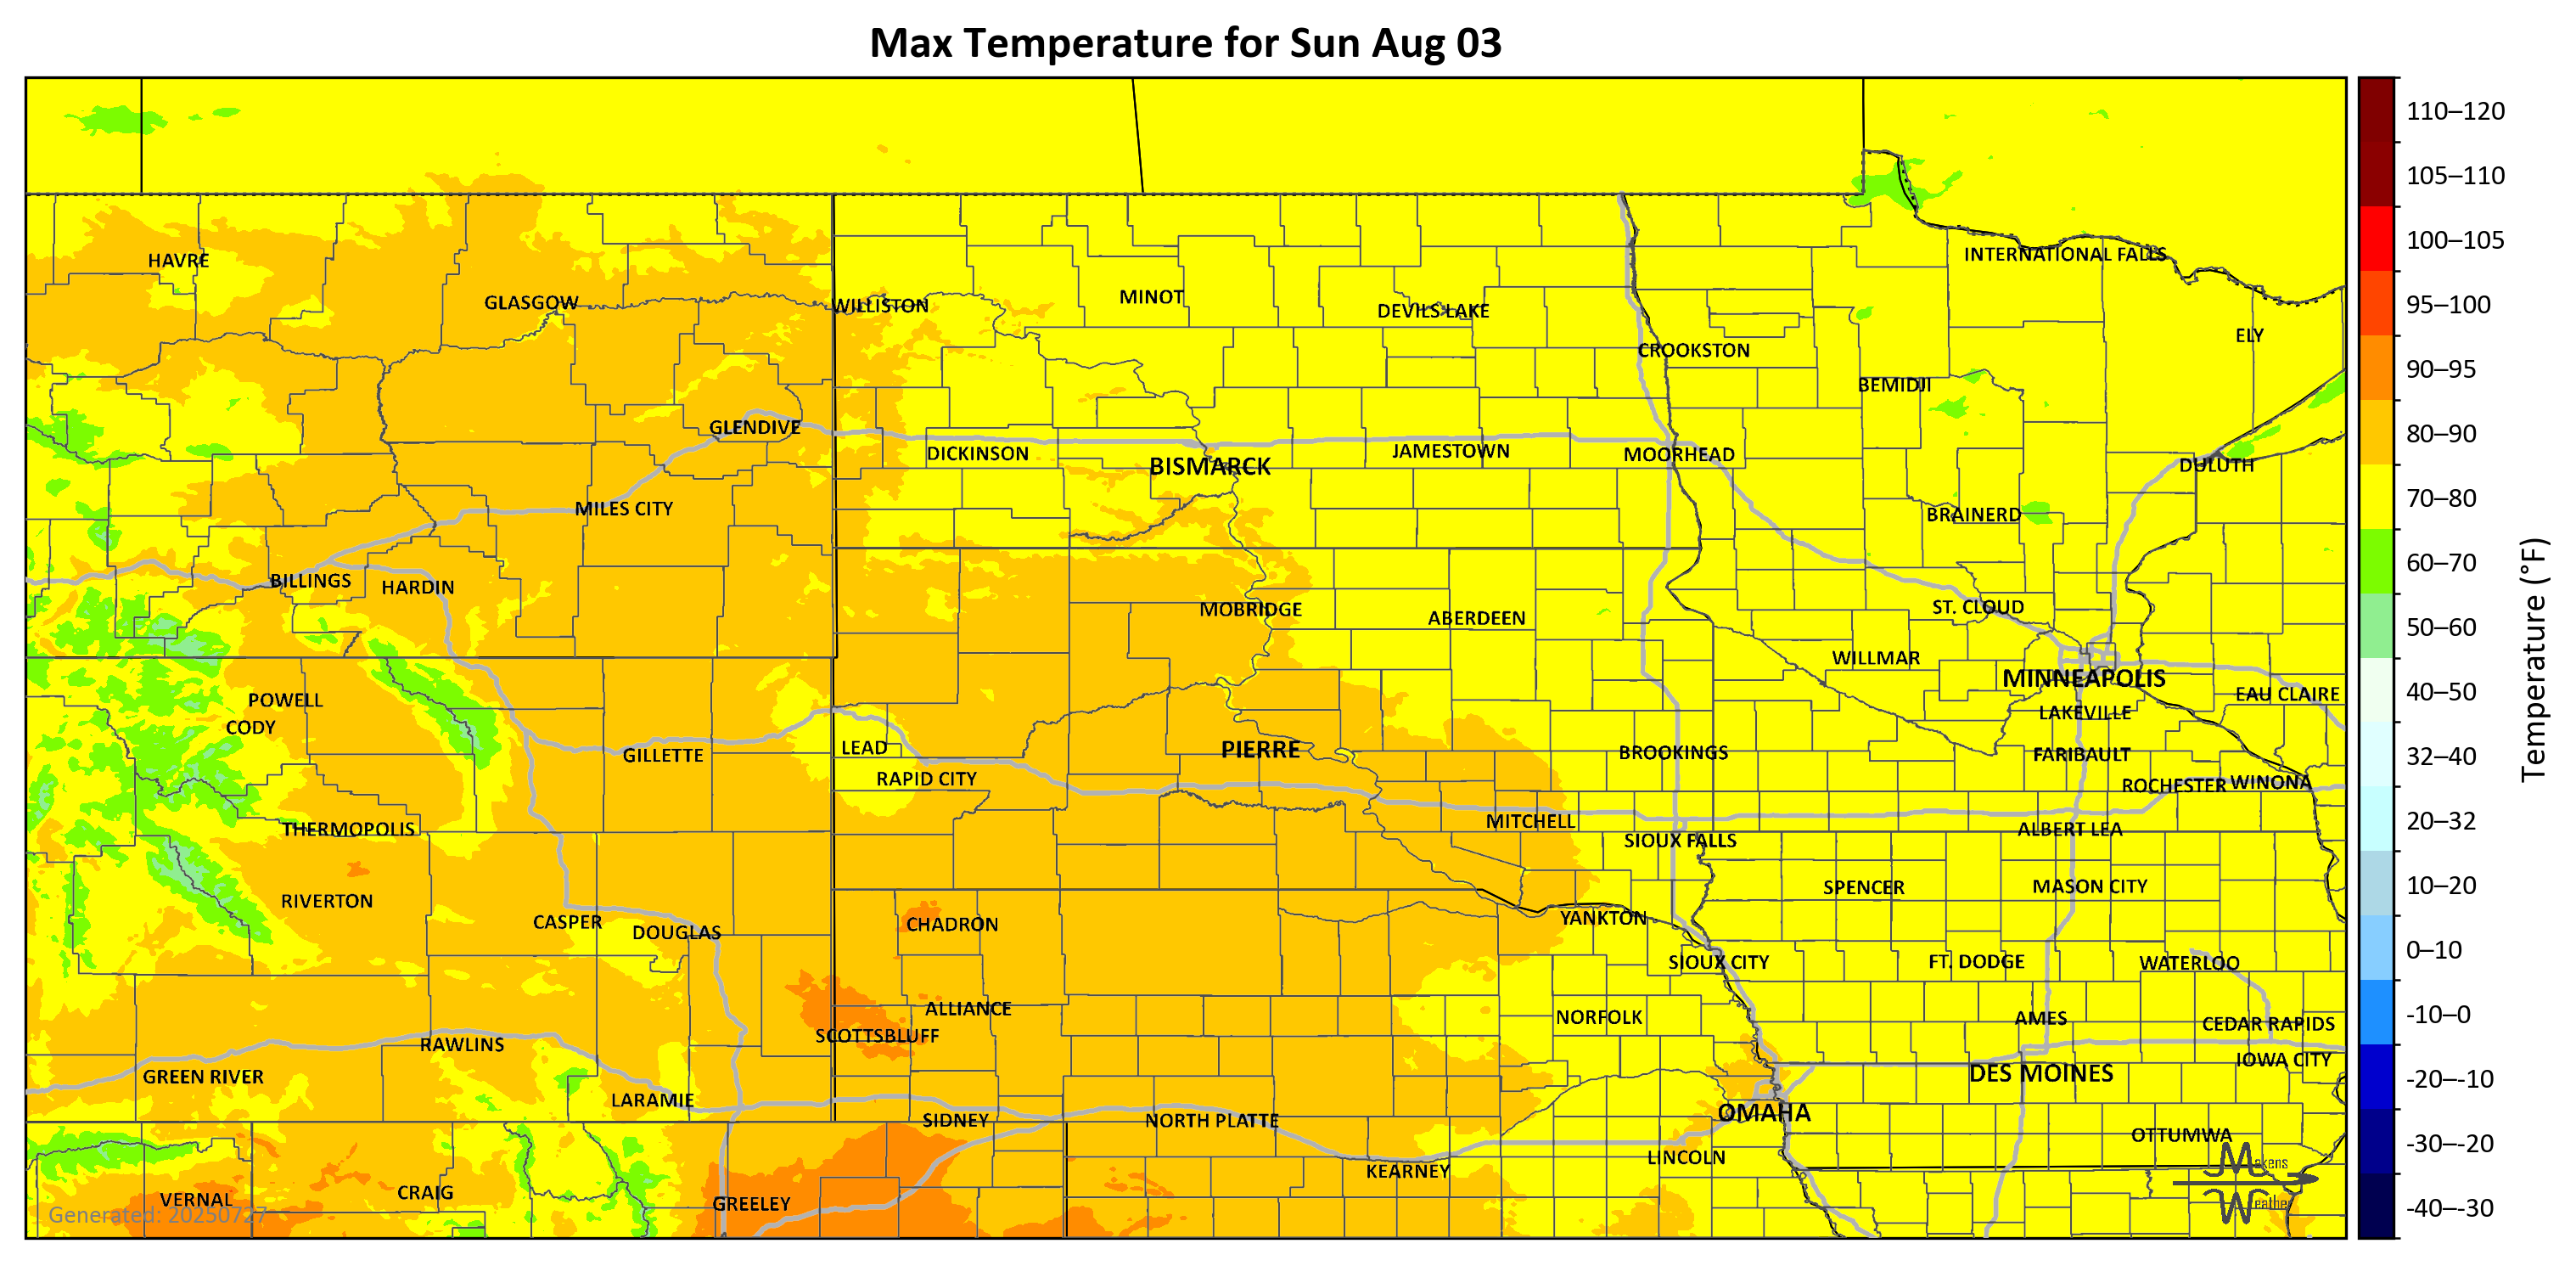 Max Temperature for Sun Aug 03
HAVRE
GLASGOW
WILLISTON
MINOT
DEVILS LAKE
INTERNATIONAL FALLS
CROOKSTON
ELY
BEMIDJI
GLENDIVE
DICKINSON
BISMARCK
JAMESTOWN
MOORHEAD
DULUTH
MILES CITY
BRAINERD
BILLINGS
HARDIN
MOBRIDGE
ABERDEEN
ST. CLOUD
WILLMAR
MINNEAPOLIS
EAU CLAIRE
POWELL
CODY
LAKEVILLE
GILLETTE
LEAD
PIERRE
BROOKINGS
FARIBAULT
RAPID CITY
ROCHESTER
WINONA
THERMOPOLIS
MITCHELL
SIOUX FALLS
ALBERT LEA
RIVERTON
SPENCER
MASON CITY
CASPER
DOUGLAS
CHADRON
YANKTON
SIOUX CITY
FT. DODGE
WATERLOO
ALLIANCE
SCOTTSBLUFF
NORFOLK
AMES
CEDAR RAPIDS
RAWLINS
IOWA CITY
GREEN RIVER
DES MOINES
LARAMIE
SIDNEY
NORTH PLATTE
OMAHA
OTTUMWA
LINCOLN
KEARNEY
VERNAL
CRAIG
GREELEY
Generated: 20250727
Makens
Weather
110–120
105–110
100–105
95–100
90–95
80–90
70–80
60–70
50–60
40–50
32–40
20–32
10–20
0–10
-10–0
-20–-10
-30–-20
-40–-30
Temperature (°F)